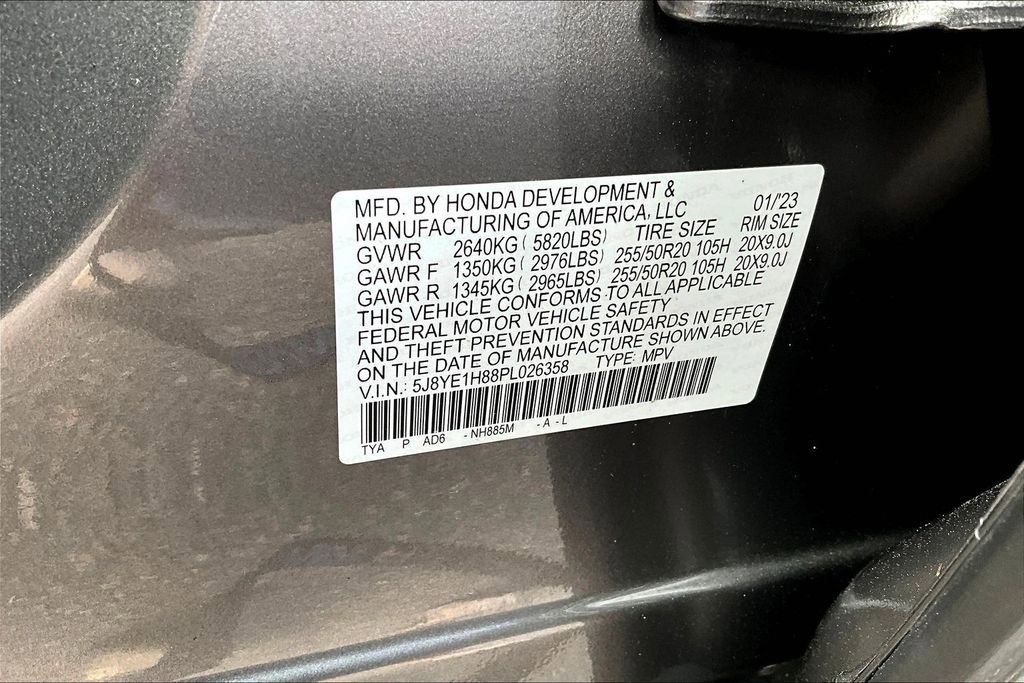 MFD. BY HONDA DEVELOPMENT &
MANUFACTURING OF AMERICA, LLC 01/'23
GVWR 2640KG ( 5820LBS) TIRE SIZE RIM SIZE
GAWR F 1350KG ( 2976LBS) 255/50R20 105H 20X9.0J
GAWR R 1345KG ( 2965LBS) 255/50R20 105H 20X9.0J
THIS VEHICLE CONFORMS TO ALL APPLICABLE
FEDERAL MOTOR VEHICLE SAFETY
AND THEFT PREVENTION STANDARDS IN EFFECT
ON THE DATE OF MANUFACTURE SHOWN ABOVE.
V.I.N.: 5J8YE1H88PL026358 TYPE: MPV
TYA P AD6 -NH885M -A -L